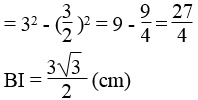 = 3² - (3/2)² = 9 - 9/4 = 27/4
BI = 3√3/2 (cm)